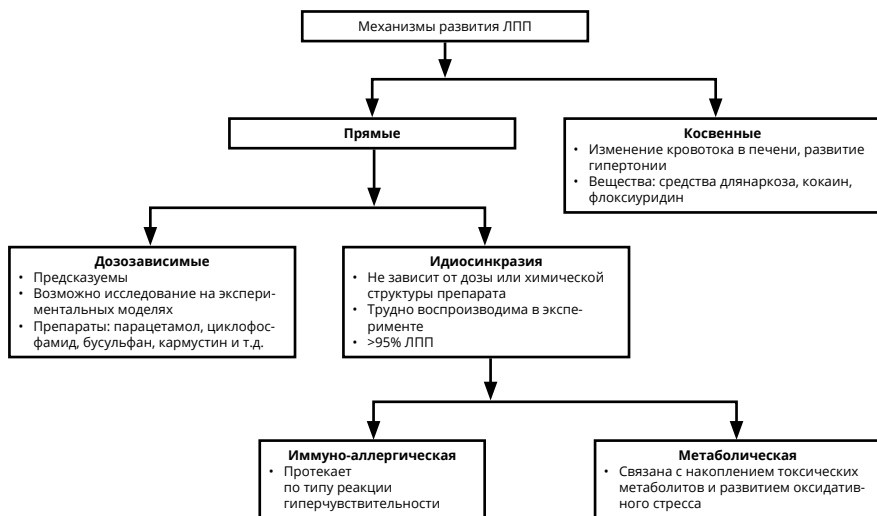 Механизмы развития ЛПП
Прямые
Косвенные
• Изменение кровотока в печени, развитие
гипертонии
• Вещества: средства длянаркоза, кокаин,
флоксиуридин
Дозозависимые
• Предсказуемы
• Возможно исследование на экспери-
ментальных моделях
• Препараты: парацетамол, циклофос-
фамид, бусульфан, кармустин и т.д.
Идиосинкразия
• Не зависит от дозы или химической
структуры препарата
• Трудно воспроизводима в экспе-
рименте
• >95% ЛПП
Иммуно-аллергическая
• Протекает
по типу реакции
гиперчувствительности
Метаболическая
• Связана с накоплением токсических
метаболитов и развитием оксидатив-
ного стресса